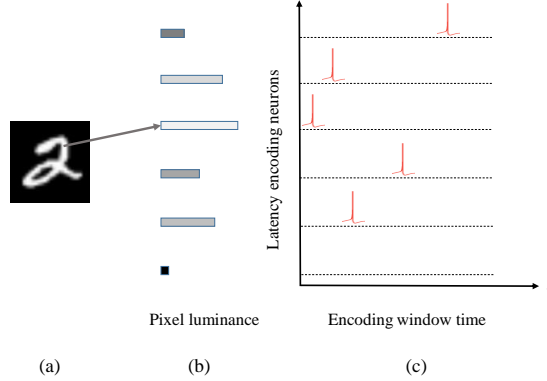 Latency encoding neurons
Pixel luminance
Encoding window time
(a)
(b)
(c)